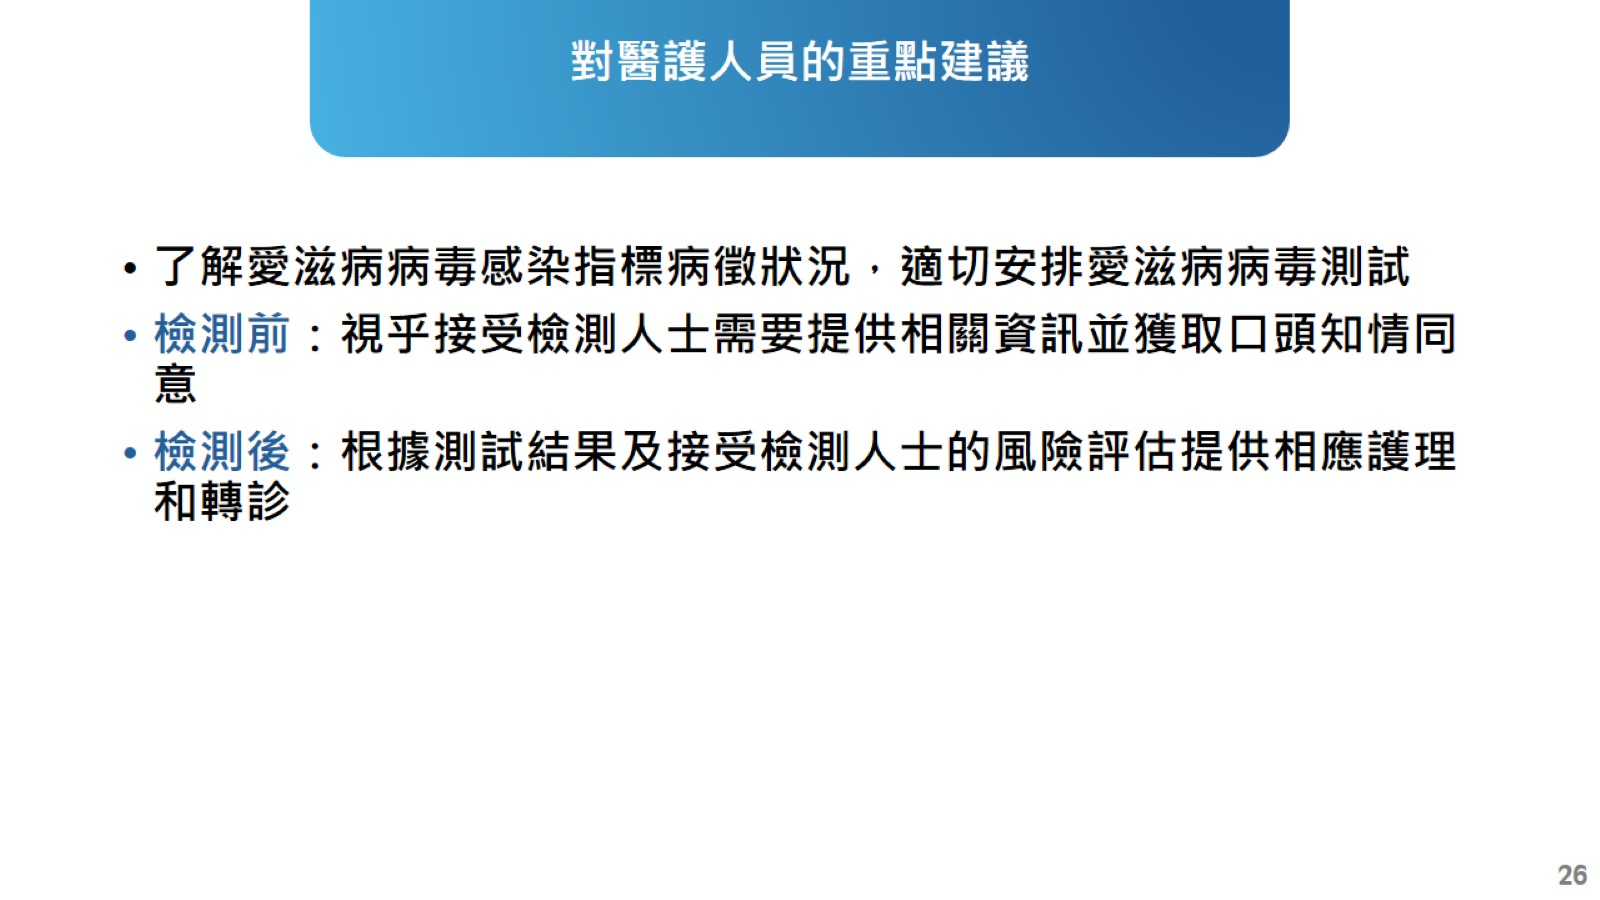 對醫護人員的重點建議
• 了解愛滋病病毒感染指標病徵狀況，適切安排愛滋病病毒測試
• 檢測前：視乎接受檢測人士需要提供相關資訊並獲取口頭知情同
意
• 檢測後：根據測試結果及接受檢測人士的風險評估提供相應護理
和轉診
26